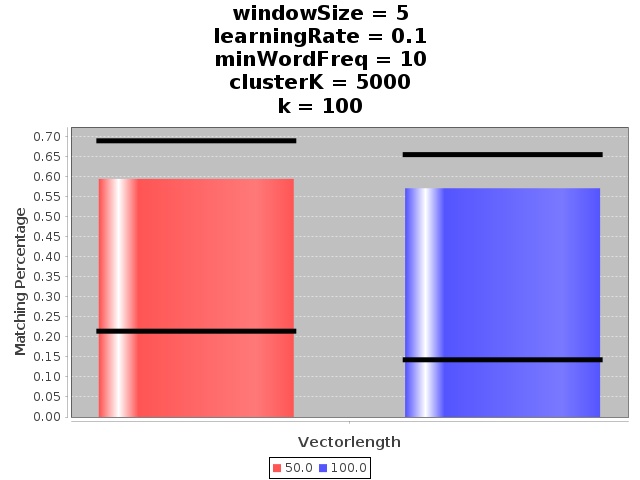 windowSize = 5
learningRate = 0.1
minWordFreq = 10
clusterK = 5000
k = 100
0.70
0.65
0.60
0.55
0.50
0.45
0.40
0.35
0.30
0.25
0.20
0.15
0.10
0.05
0.00
Matching Percentage
Vectorlength
50.0 100.0